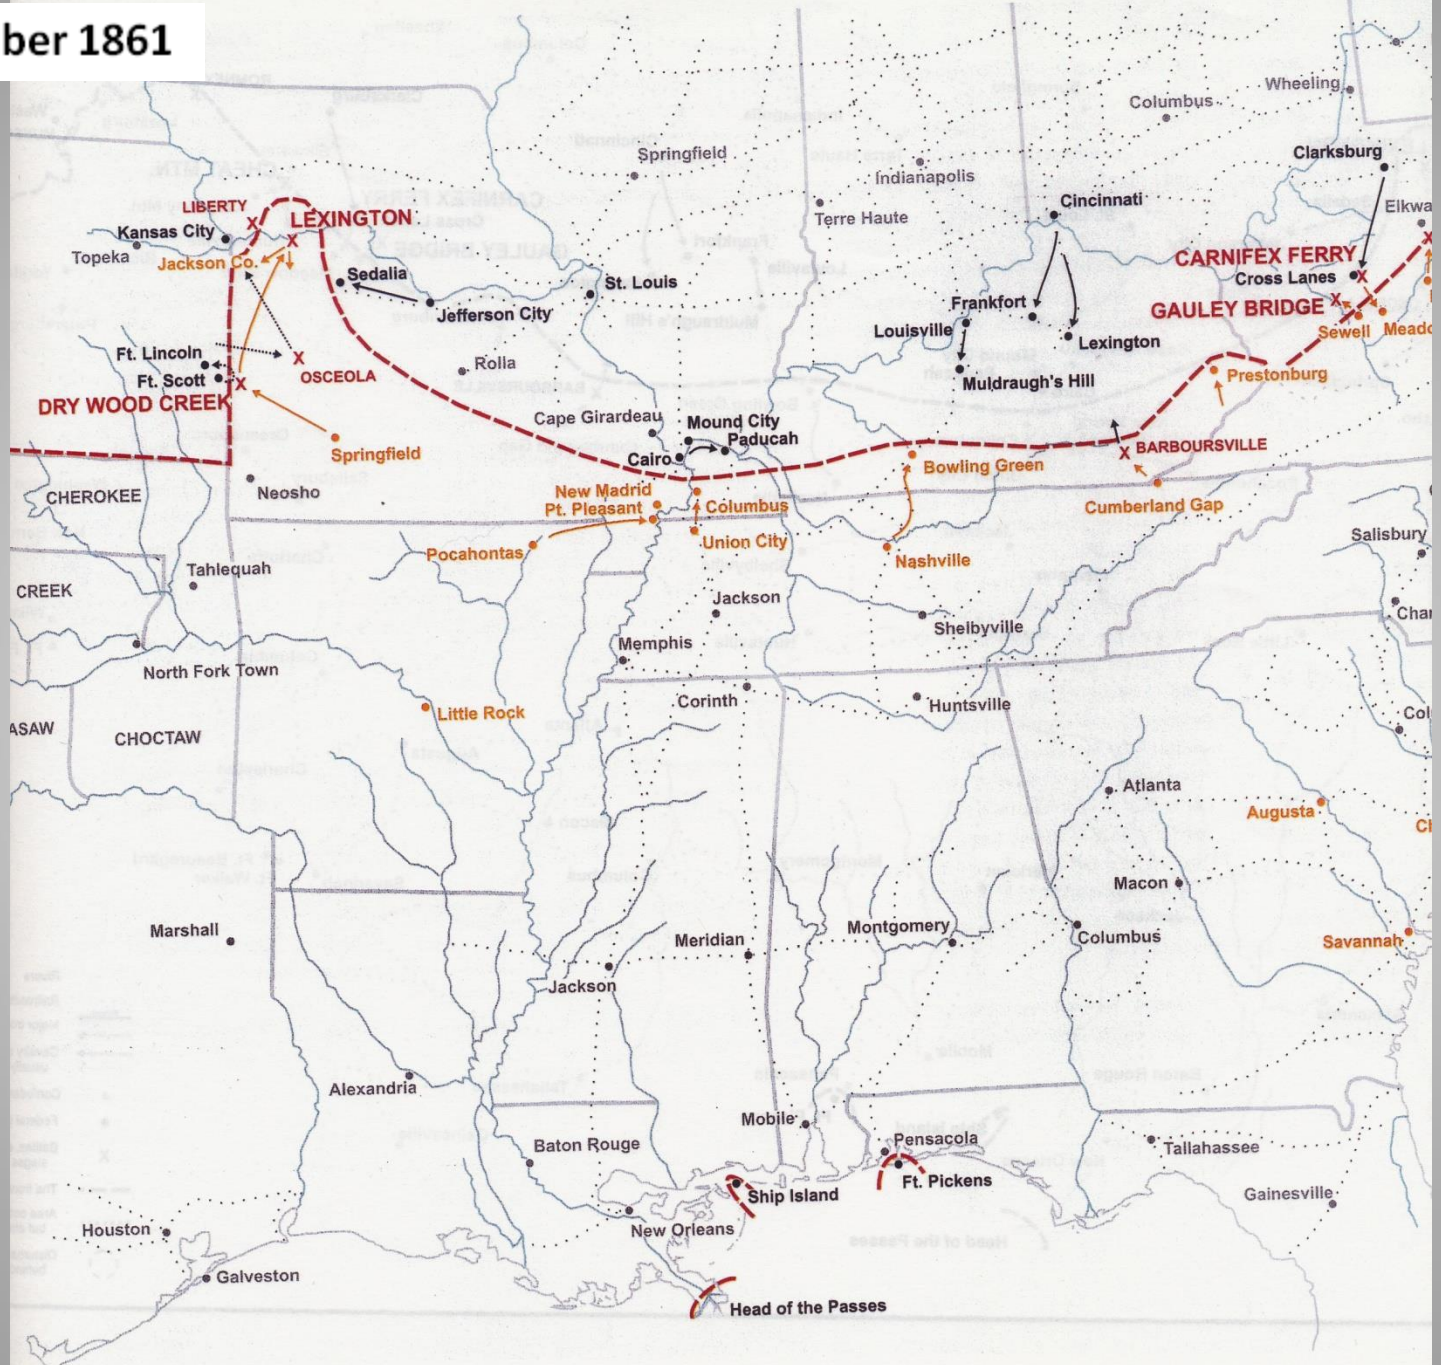 ber 1861
Wheeling
Columbus
Clarksburg
Springfield
Indianapolis
Cincinnati
Elkwa
LIBERTY
LEXINGTON
Terre Haute
Kansas City
Topeka
Jackson Co.
CARNIFEX FERRY
Cross Lanes
Sedalia
St. Louis
Jefferson City
Frankfort
Louisville
GAULEY BRIDGE
Sewell
Meado
Lexington
Ft. Lincoln
Ft. Scott
OSCEOLA
Rolla
Muldraugh's Hill
Prestonburg
DRY WOOD CREEK
Cape Girardeau
Mound City
Paducah
Springfield
Cairo
BARBOURSVILLE
Bowling Green
CHEROKEE
Neosho
New Madrid
Pt. Pleasant
Columbus
Cumberland Gap
Pocahontas
Union City
Nashville
Salisbury
Tahlequah
CREEK
Jackson
Char
Shelbyville
Memphis
North Fork Town
Corinth
Huntsville
Little Rock
Col
ASAW
CHOCTAW
Atlanta
Augusta
Macon
Marshall
Meridian
Montgomery
Columbus
Savannah
Jackson
Alexandria
Mobile
Baton Rouge
Pensacola
Tallahassee
Ft. Pickens
Ship Island
Gainesville
Houston
New Orleans
Galveston
Head of the Passes